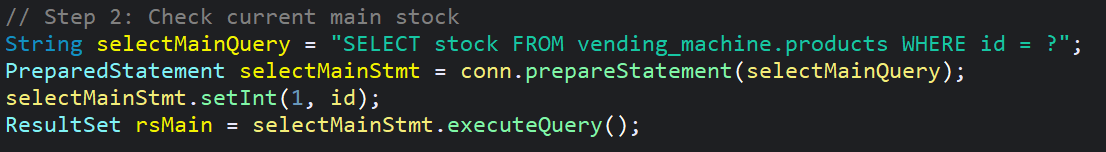 // Step 2: Check current main stock
String selectMainQuery = "SELECT stock FROM vending_machine.products WHERE id = ?";
PreparedStatement selectMainStmt = conn.prepareStatement(selectMainQuery);
selectMainStmt.setInt(1, id);
ResultSet rsMain = selectMainStmt.executeQuery();